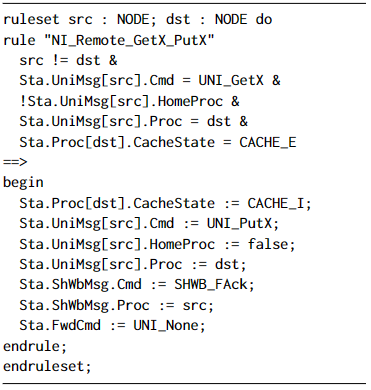 ruleset src : NODE; dst : NODE do
rule "NI_Remote_GetX_PutX"
  src != dst &
  Sta.UniMsg[src].Cmd = UNI_GetX &
  !Sta.UniMsg[src].HomeProc &
  Sta.UniMsg[src].Proc = dst &
  Sta.Proc[dst].CacheState = CACHE_E
==>
begin
  Sta.Proc[dst].CacheState := CACHE_I;
  Sta.UniMsg[src].Cmd := UNI_PutX;
  Sta.UniMsg[src].HomeProc := false;
  Sta.UniMsg[src].Proc := dst;
  Sta.ShWbMsg.Cmd := SHWB_FAck;
  Sta.ShWbMsg.Proc := src;
  Sta.FwdCmd := UNI_None;
endrule;
endruleset;